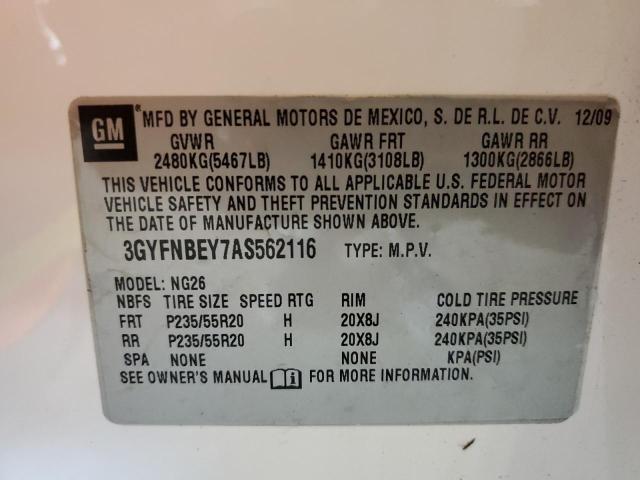 GM ®MFD BY GENERAL MOTORS DE MEXICO, S. DE R.L. DE C.V. 12/09
GVWR GAWR FRT GAWR RR
2480KG(5467LB) 1410KG(3108LB) 1300KG(2866LB)
THIS VEHICLE CONFORMS TO ALL APPLICABLE U.S. FEDERAL MOTOR
VEHICLE SAFETY AND THEFT PREVENTION STANDARDS IN EFFECT ON
THE DATE OF MANUFACTURE SHOWN ABOVE.
3GYFNBEY7AS562116 TYPE: M.P.V.
MODEL: NG26
NBFS TIRE SIZE SPEED RTG RIM COLD TIRE PRESSURE
FRT P235/55R20 H 20X8J 240KPA(35PSI)
RR P235/55R20 H 20X8J 240KPA(35PSI)
SPA NONE NONE KPA(PSI)
SEE OWNER'S MANUAL i FOR MORE INFORMATION.